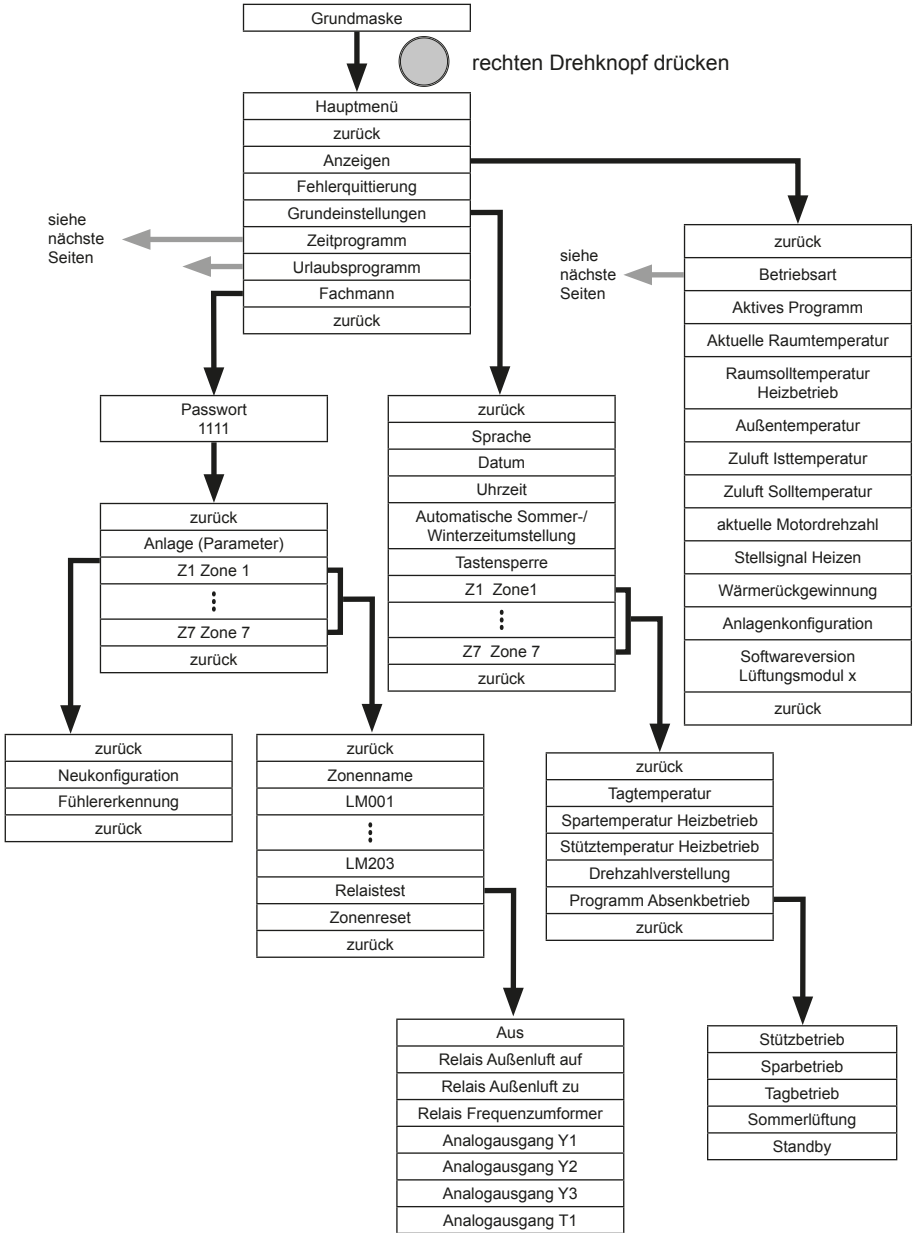 Grundmaske
rechten Drehknopf drücken
Hauptmenü
zurück
Anzeigen
Fehlerquittierung
Grundeinstellungen
Zeitprogramm
Urlaubsprogramm
Fachmann
zurück
siehe
nächste
Seiten
siehe
nächste
Seiten
zurück
Betriebsart
Aktives Programm
Aktuelle Raumtemperatur
Raumsolltemperatur
Heizbetrieb
Außentemperatur
Zuluft Isttemperatur
Zuluft Solltemperatur
aktuelle Motordrehzahl
Stellsignal Heizen
Wärmerückgewinnung
Anlagenkonfiguration
Softwareversion
Lüftungsmodul x
zurück
Passwort
1111
zurück
Anlage (Parameter)
Z1 Zone 1
Z7 Zone 7
zurück
zurück
Sprache
Datum
Uhrzeit
Automatische Sommer-/
Winterzeitumstellung
Tastensperre
Z1 Zone1
Z7 Zone 7
zurück
zurück
Neukonfiguration
Fühlererkennung
zurück
zurück
Zonenname
LM001
LM203
Relaistest
Zonenreset
zurück
zurück
Tagtemperatur
Spartemperatur Heizbetrieb
Stütztemperatur Heizbetrieb
Drehzahlverstellung
Programm Absenkbetrieb
zurück
Aus
Relais Außenluft auf
Relais Außenluft zu
Relais Frequenzumformer
Analogausgang Y1
Analogausgang Y2
Analogausgang Y3
Analogausgang T1
Stützbetrieb
Sparbetrieb
Tagbetrieb
Sommerlüftung
Standby